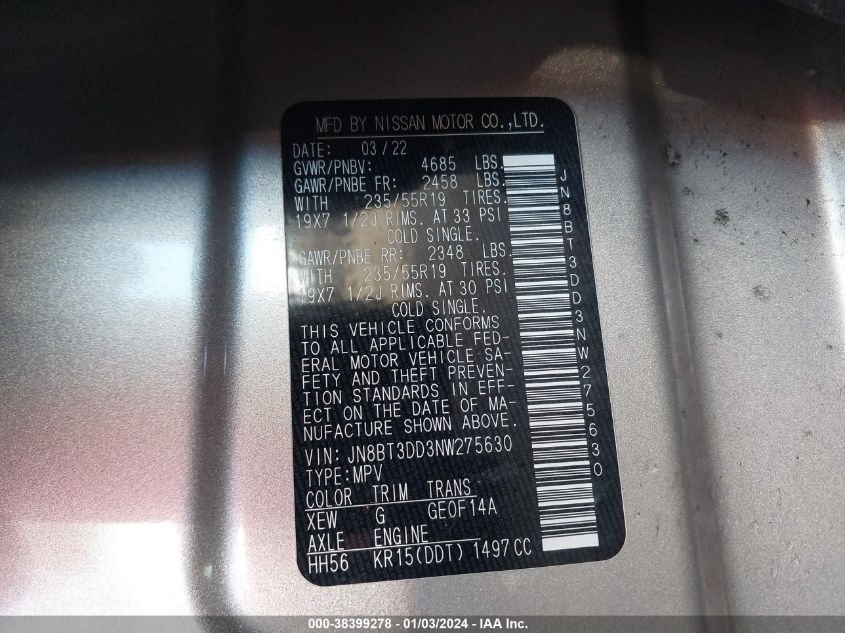 MFD BY NISSAN MOTOR CO.,LTD.
DATE: 03/22
GVWR/PNBV: 4685 LBS.
GAWR/PNBE FR: 2458 LBS.
WITH 235/55R19 TIRES.
19X7 1/2J RIMS. AT 33 PSI
COLD SINGLE.
GAWR/PNBE RR: 2348 LBS.
WITH 235/55R19 TIRES.
19X7 1/2J RIMS. AT 30 PSI
COLD SINGLE.
THIS VEHICLE CONFORMS
TO ALL APPLICABLE FED-
ERAL MOTOR VEHICLE SA-
FETY AND THEFT PREVEN-
TION STANDARDS IN EFF-
ECT ON THE DATE OF MA-
NUFACTURE SHOWN ABOVE.
VIN: JN8BT3DD3NW275630
TYPE:MPV
COLOR TRIM TRANS
XEW G GE0F14A
AXLE ENGINE
HH56 KR15(DDT) 1497CC
JN8BT3DD3NW275630
000-38399278 - 01/03/2024 - IAA Inc.